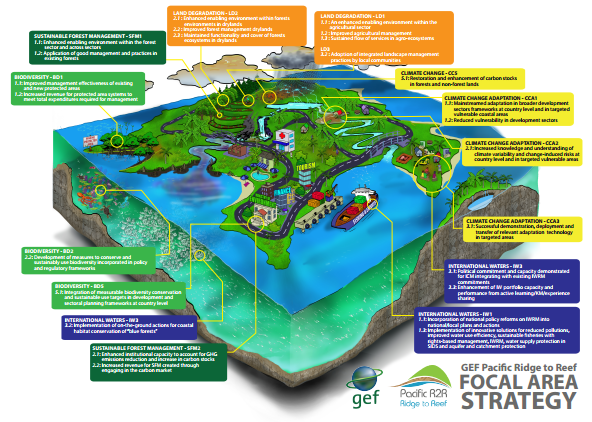 LAND DEGRADATION - LD2
2.1: Enhanced enabling environment within forests
environments in drylands
2.2: Improved forest management drylands
2.3: Maintained functionality and cover of forests
ecosystems in drylands
LAND DEGRADATION - LD1
1.1: An enhanced enabling environment within the
agricultural sector
1.2: Improved agricultural management
1.3: Sustained flow of services in agro-ecosystems
LD3
3.2: Adoption of integrated landscape management
practices by local communities
SUSTAINABLE FOREST MANAGEMENT - SFM1
1.1: Enhanced enabling environment within the forest
sector and across sectors
1.2: Application of good management and practices in
existing forests
BIODIVERSITY - BD1
1.1: Improved management effectiveness of existing
and new protected areas
1.2: Increased revenue for protected area systems to
meet total expenditures required for management
CLIMATE CHANGE - CC5
5.1: Restoration and enhancement of carbon stocks
in forests and non-forest lands
CLIMATE CHANGE ADAPTATION - CCA1
1.1: Mainstreamed adaptation in broader development
sectors frameworks at country level and in targeted
vulnerable coastal areas
1.2: Reduced vulnerability in development sectors
CLIMATE CHANGE ADAPTATION - CCA2
2.1: Increased knowledge and understanding of
climate variability and change-induced risks at
country level and in targeted vulnerable areas
CLIMATE CHANGE ADAPTATION - CCA3
3.1: Successful demonstration, deployment and
transfer of relevant adaptation technology
in targeted areas
TOURISM
FINANCE
BIODIVERSITY - BD2
2.2: Development of measures to conserve and
sustainably use biodiversity incorporated in policy
and regulatory frameworks
BIODIVERSITY - BD5
5.1: Integration of measurable biodiversity conservation
and sustainable use targets in development and
sectoral planning framework at country level
INTERNATIONAL WATERS - IW3
3.2: Implementation of on-the-ground actions for coastal
habitat conservation of "blue forests"
SUSTAINABLE FOREST MANAGEMENT - SFM2
2.1: Enhanced institutional capacity to account for GHG
emissions reduction and increase in carbon stocks
2.2: Increased revenue for SFM created through
engaging in the carbon market
INTERNATIONAL WATERS - IW3
3.1: Political commitment and capacity demonstrated
for ICM integrating with existing IWRM
commitments
3.3: Enhancement of IW portfolio capacity and
performance from active learning/KM/experience
sharing
INTERNATIONAL WATERS - IW1
1.1: Incorporation of national policy reforms on IWRM into
national/local plans and actions
1.2: Implementation of innovative solutions for reduced pollutions,
improved water use efficiency, sustainable fisheries with
rights-based management, IWRM, water supply protection in
SIDS and aquifer and catchment protection
gef
Pacific R2R
Ridge to Reef
GEF Pacific Ridge to Reef
FOCAL AREA
STRATEGY